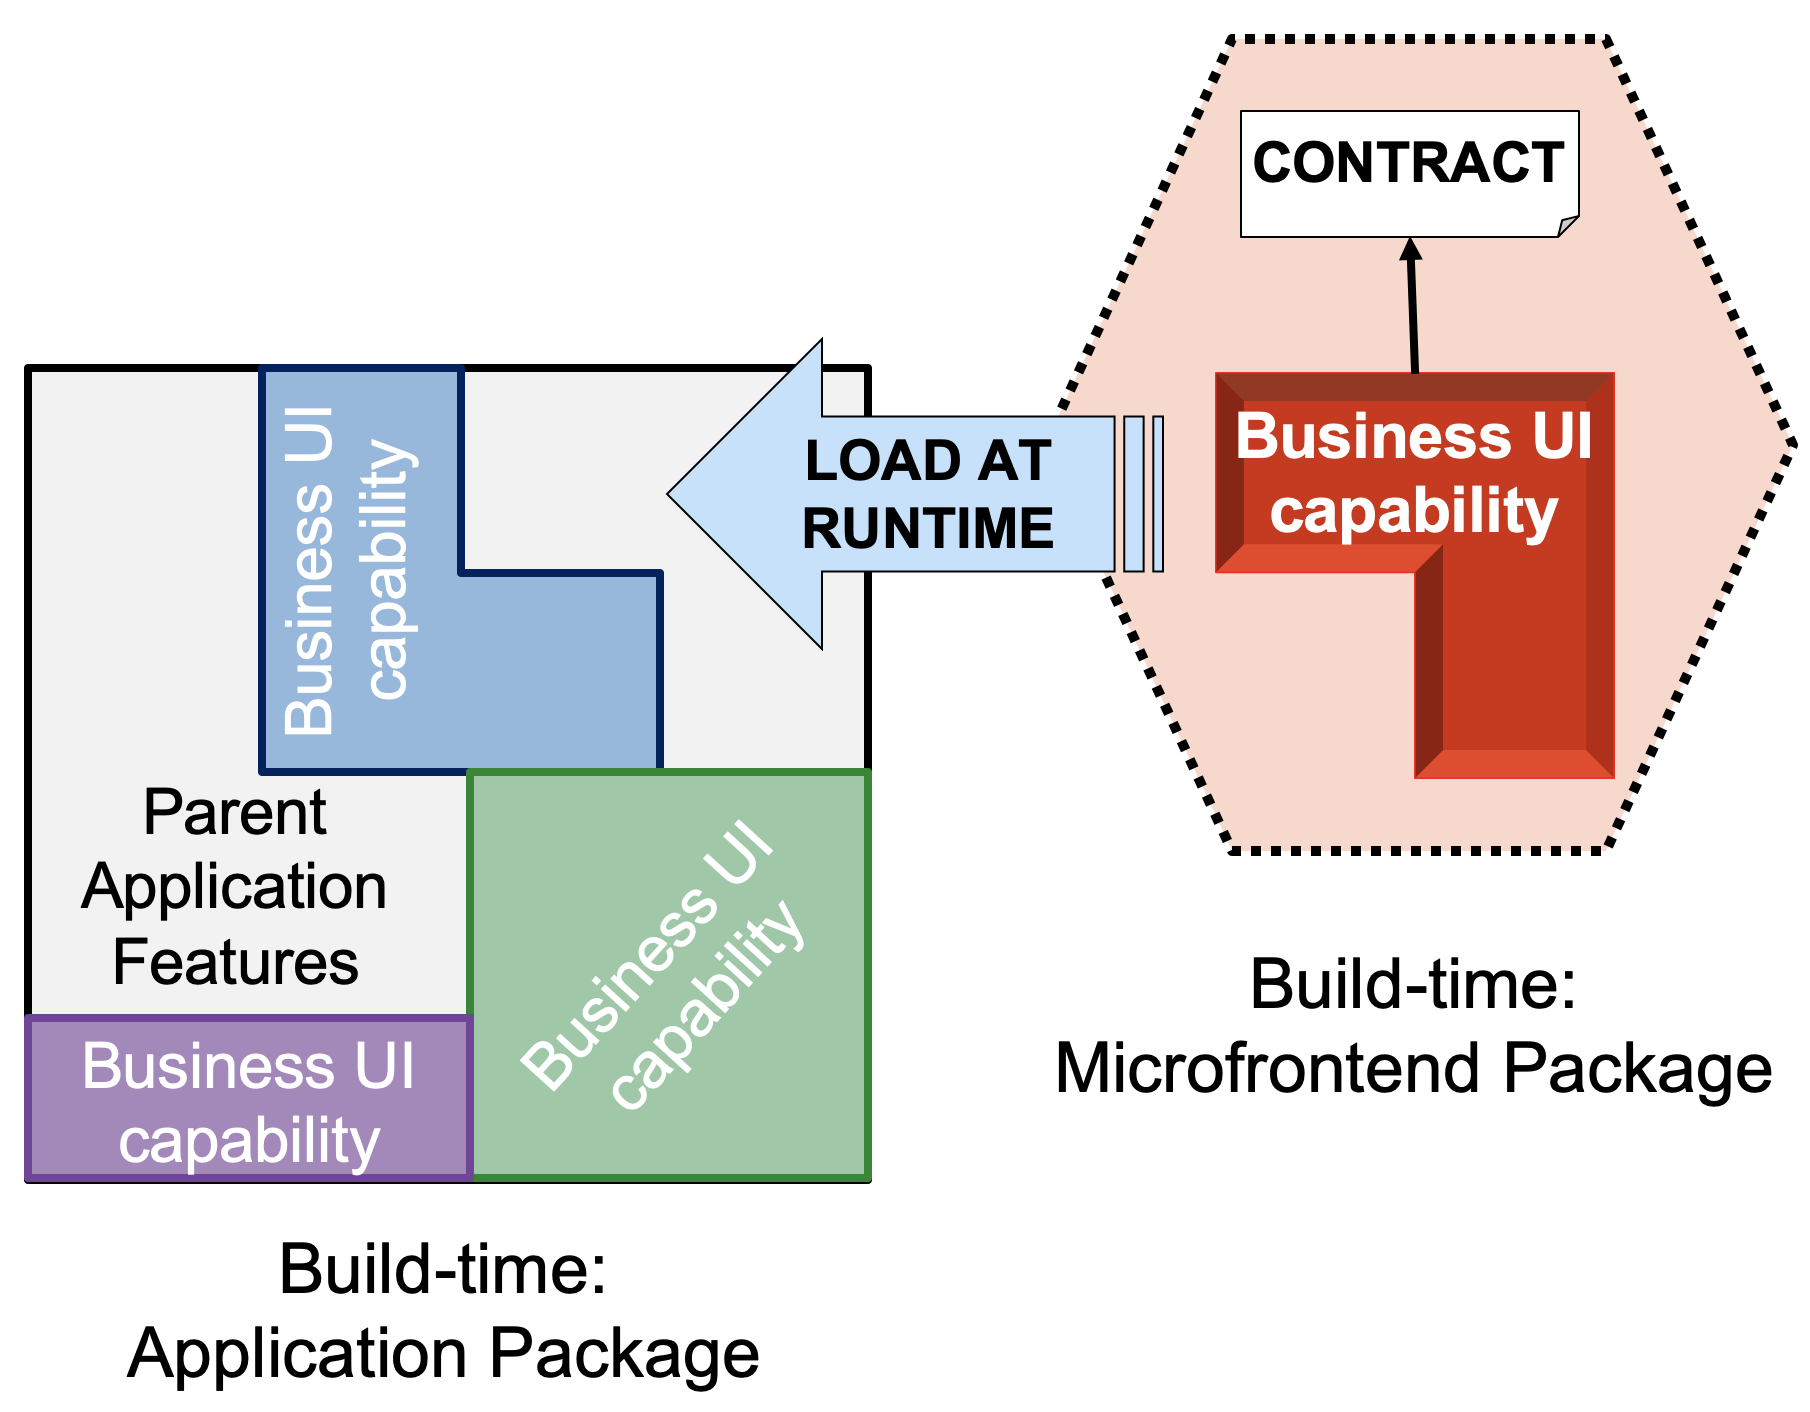 CONTRACT
Business UI
capability
LOAD AT
RUNTIME
Business UI
capability
Parent
Application
Features
Business UI
capability
Business UI
capability
Build-time:
Microfrontend Package
Build-time:
Application Package